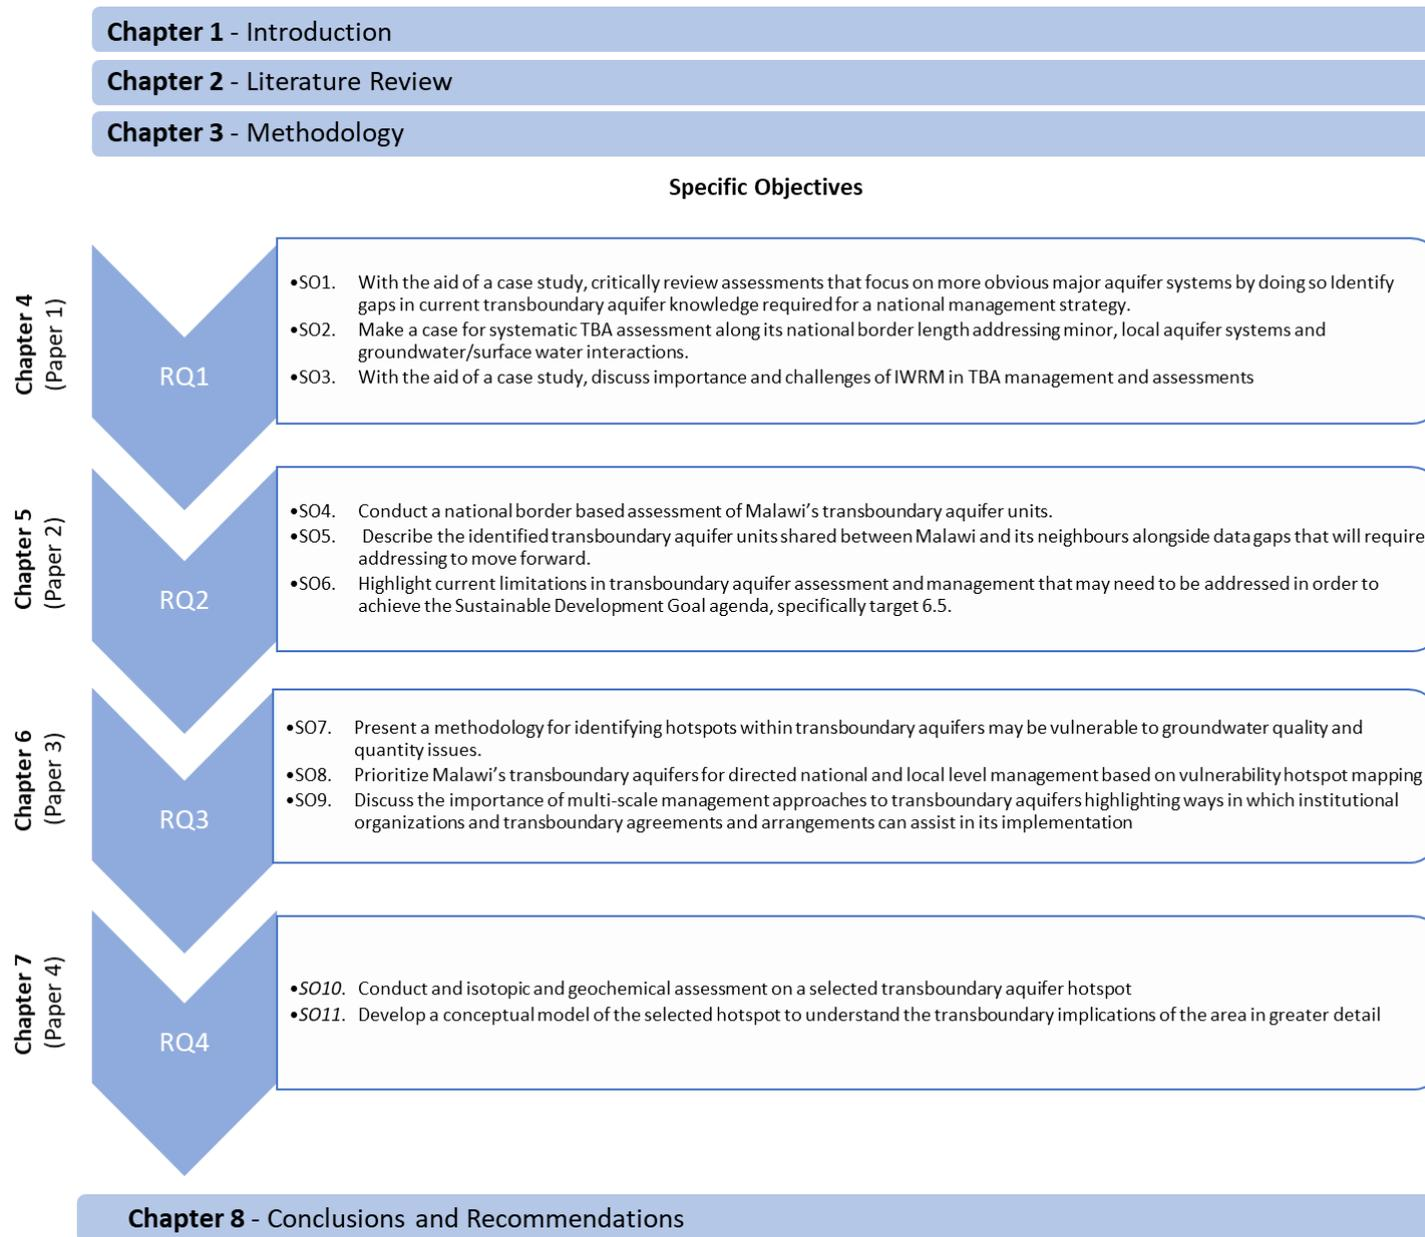 Chapter 1 - Introduction
Chapter 2 - Literature Review
Chapter 3 - Methodology
Specific Objectives
Chapter 4
(Paper 1)
RQ1
•SO1. With the aid of a case study, critically review assessments that focus on more obvious major aquifer systems by doing so Identify
gaps in current transboundary aquifer knowledge required for a national management strategy.
•SO2. Make a case for systematic TBA assessment along its national border length addressing minor, local aquifer systems and
groundwater/surface water interactions.
•SO3. With the aid of a case study, discuss importance and challenges of IWRM in TBA management and assessments
Chapter 5
(Paper 2)
RQ2
•SO4. Conduct a national border based assessment of Malawi’s transboundary aquifer units.
•SO5. Describe the identified transboundary aquifer units shared between Malawi and its neighbours alongside data gaps that will require
addressing to move forward.
•SO6. Highlight current limitations in transboundary aquifer assessment and management that may need to be addressed in order to
achieve the Sustainable Development Goal agenda, specifically target 6.5.
Chapter 6
(Paper 3)
RQ3
•SO7. Present a methodology for identifying hotspots within transboundary aquifers may be vulnerable to groundwater quality and
quantity issues.
•SO8. Prioritize Malawi’s transboundary aquifers for directed national and local level management based on vulnerability hotspot mapping
•SO9. Discuss the importance of multi-scale management approaches to transboundary aquifers highlighting ways in which institutional
organizations and transboundary agreements and arrangements can assist in its implementation
Chapter 7
(Paper 4)
RQ4
•SO10. Conduct and isotopic and geochemical assessment on a selected transboundary aquifer hotspot
•SO11. Develop a conceptual model of the selected hotspot to understand the transboundary implications of the area in greater detail
Chapter 8 - Conclusions and Recommendations